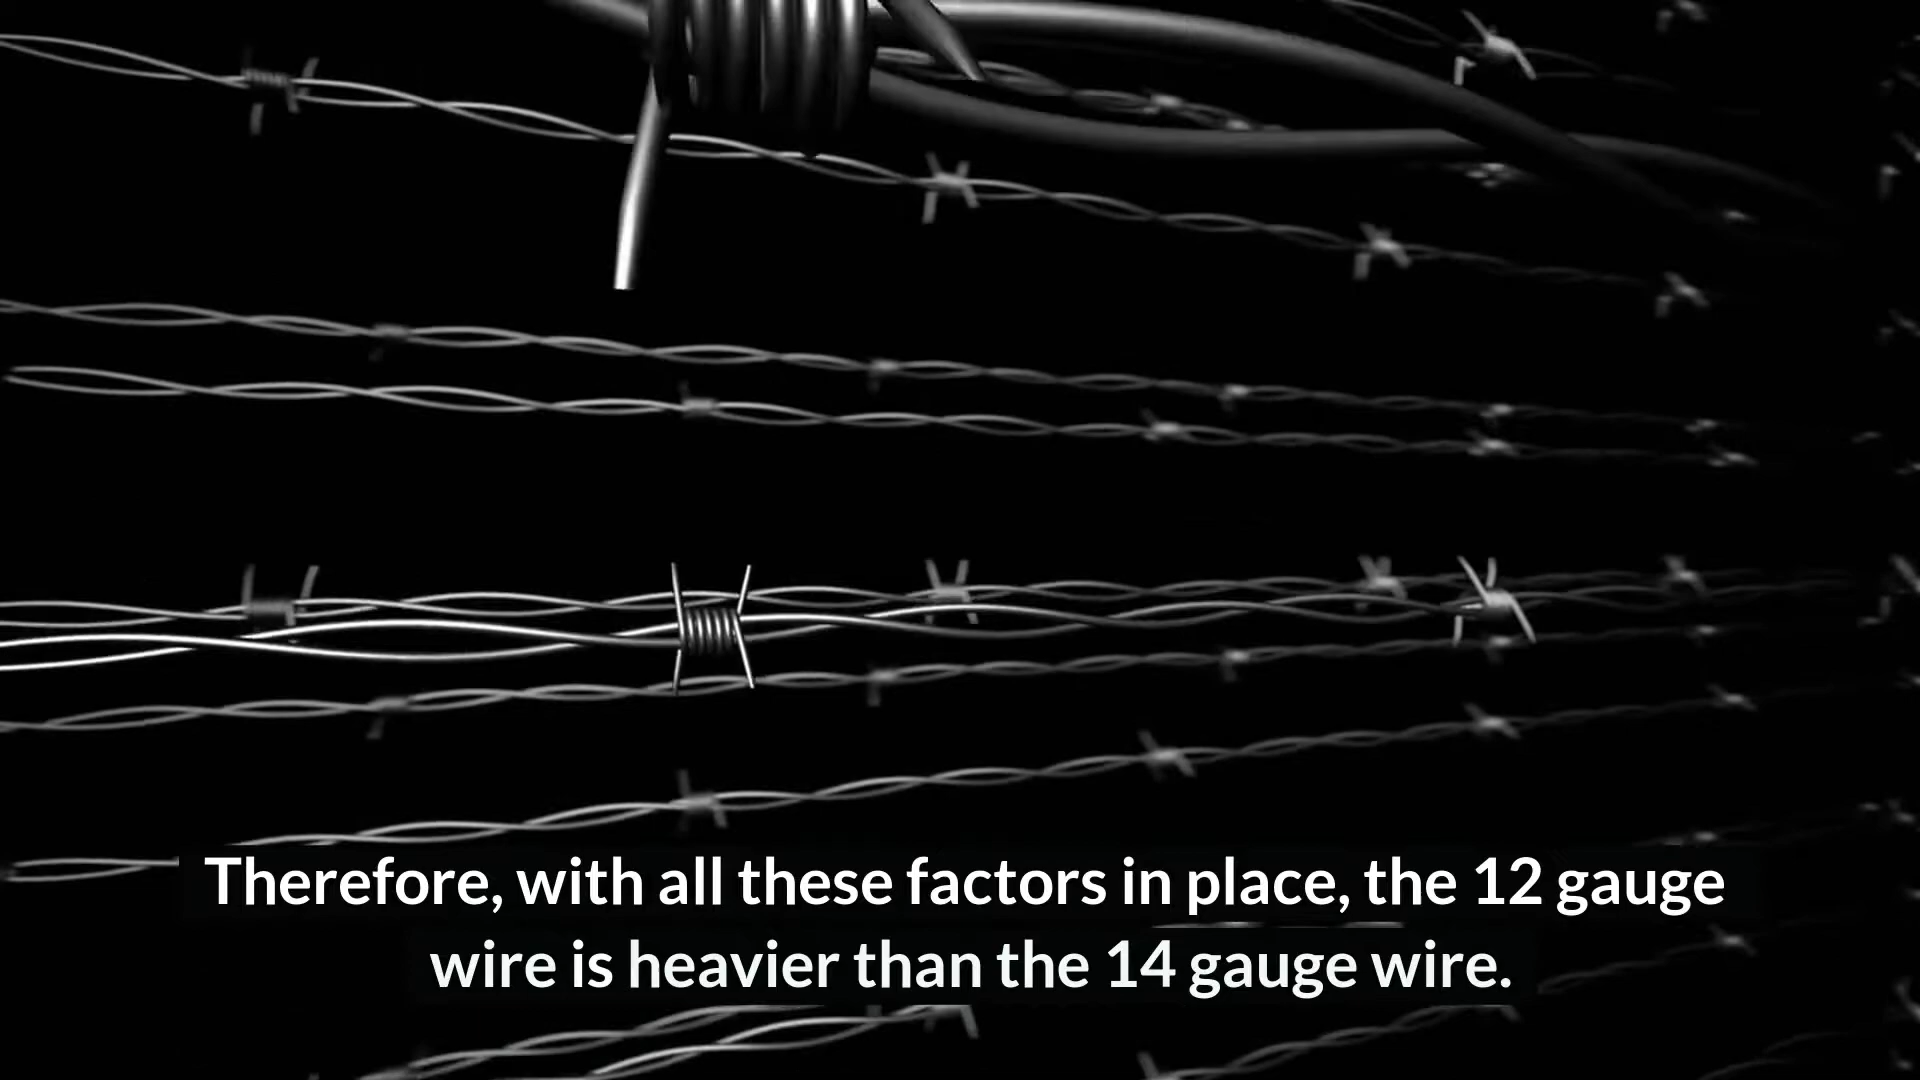 Therefore, with all these factors in place, the 12 gauge
wire is heavier than the 14 gauge wire.